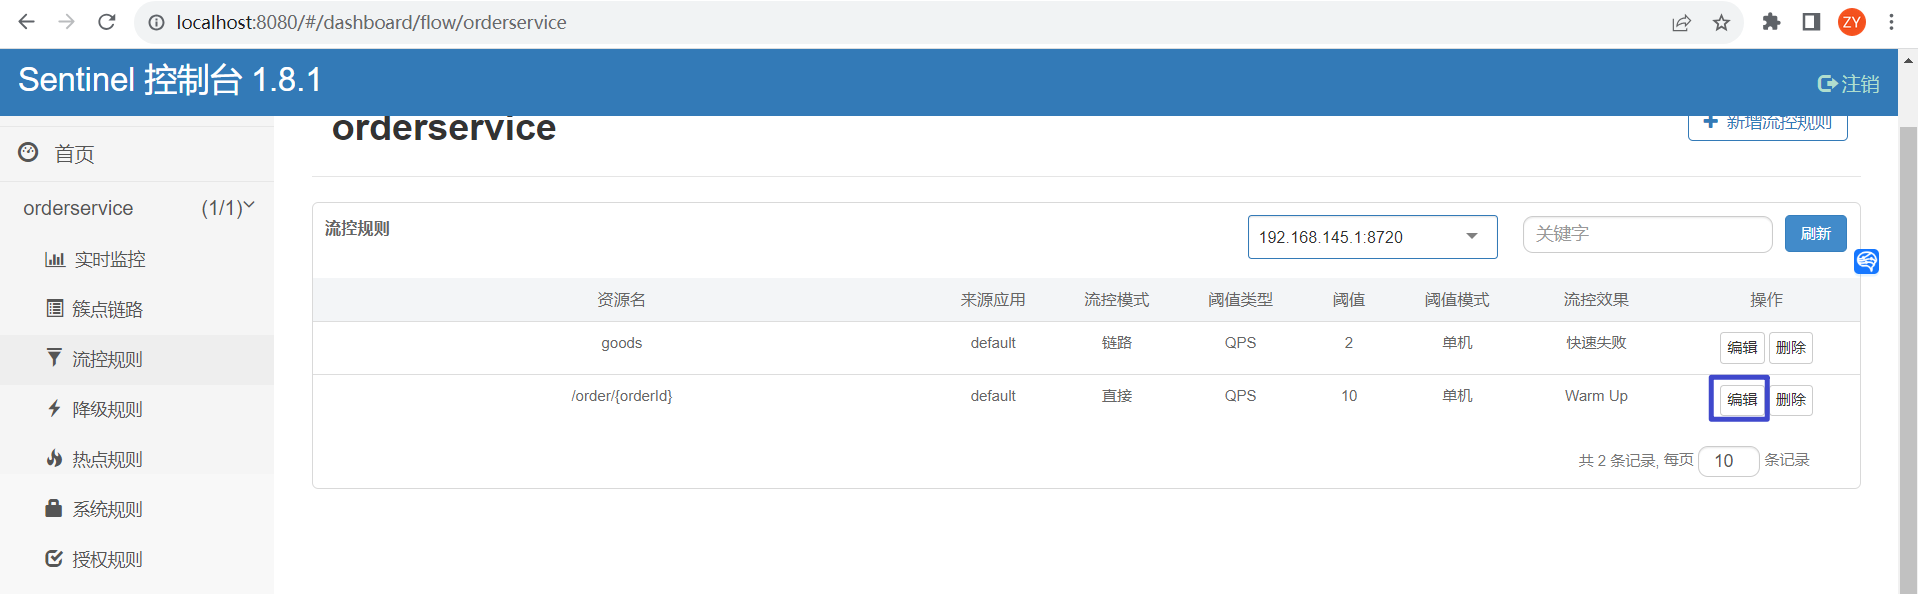 localhost:8080/#/dashboard/flow/orderservice
ZY
Sentinel 控制台 1.8.1
注销
orderservice
新增流控规则
首页
orderservice (1/1)
实时监控
簇点链路
流控规则
降级规则
热点规则
系统规则
授权规则
流控规则
192.168.145.1:8720
关键字
刷新
资源名 来源应用 流控模式 阈值类型 阈值 阈值模式 流控效果 操作
goods default 链路 QPS 2 单机 快速失败 编辑 删除
/order/{orderId} default 直接 QPS 10 单机 Warm Up 编辑 删除
共 2 条记录, 每页 10 条记录